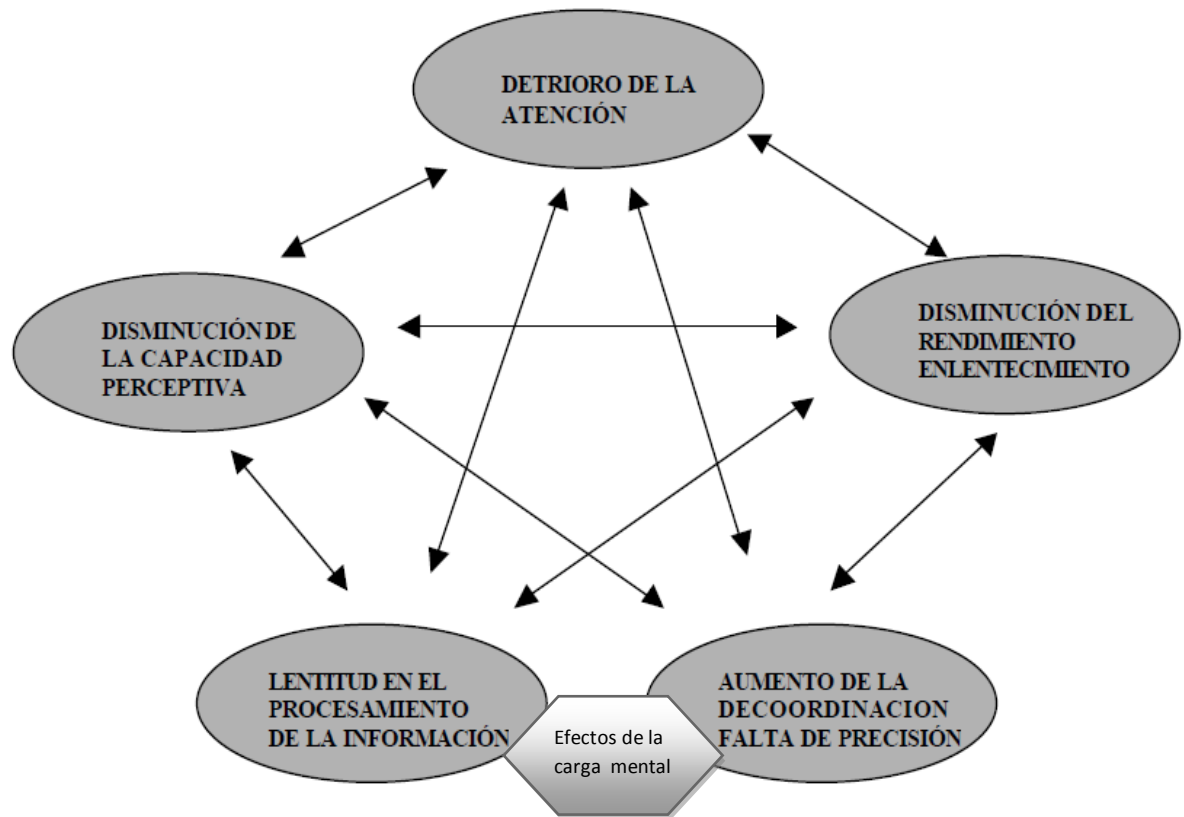 DETRIORO DE LA
ATENCIÓN
DISMINUCIÓN DE
LA CAPACIDAD
PERCEPTIVA
DISMINUCIÓN DEL
RENDIMIENTO
ENLENTECIMIENTO
LENTITUD EN EL
PROCESAMIENTO
DE LA INFORMACIÓN
AUMENTO DE LA
DECOORDINACION
FALTA DE PRECISIÓN
Efectos de la
carga mental